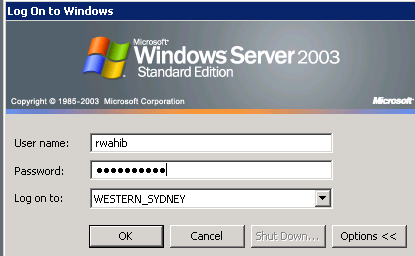 Log On to Windows
Microsoft
Windows Server 2003
Standard Edition
Copyright © 1985-2003 Microsoft Corporation
Microsoft
User name: rwahib
Password: ●●●●●●●●●●
Log on to: WESTERN_SYDNEY
OK Cancel Shut Down... Options <<